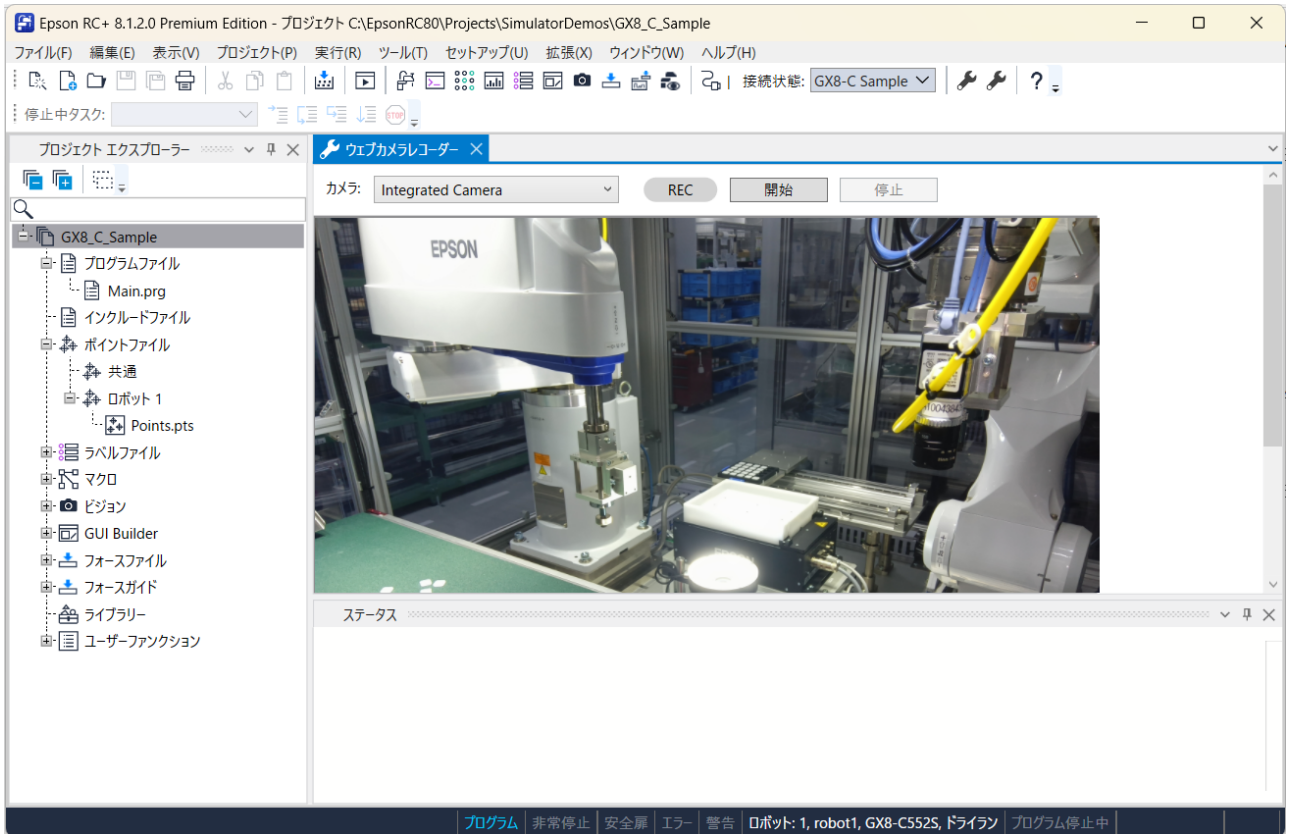 Epson RC+ 8.1.2.0 Premium Edition - プロジェクト C:\EpsonRC80\Projects\SimulatorDemos\GX8_C_Sample
ファイル(F) 編集(E) 表示(V) プロジェクト(P) 実行(R) ツール(T) セットアップ(U) 拡張(X) ウィンドウ(W) ヘルプ(H)
接続状態: GX8-C Sample
停止中タスク: STOP
プロジェクト エクスプローラー
ウェブカメラレコーダー
カメラ: Integrated Camera REC 開始 停止
GX8_C_Sample
プログラムファイル
Main.prg
インクルードファイル
ポイントファイル
共通
ロボット 1
Points.pts
ラベルファイル
マクロ
ビジョン
GUI Builder
フォースファイル
フォースガイド
ライブラリー
ユーザーファンクション
EPSON
ステータス
プログラム 非常停止 安全扉 エラー 警告 ロボット: 1, robot1, GX8-C552S, ドライラン プログラム停止中